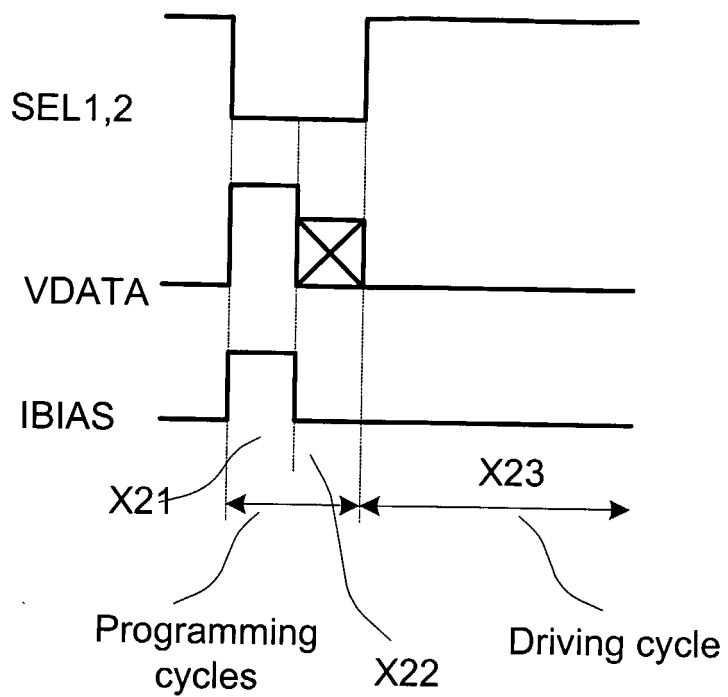 SEL1,2
VDATA
IBIAS
X21
X23
Programming
cycles
X22
Driving cycle